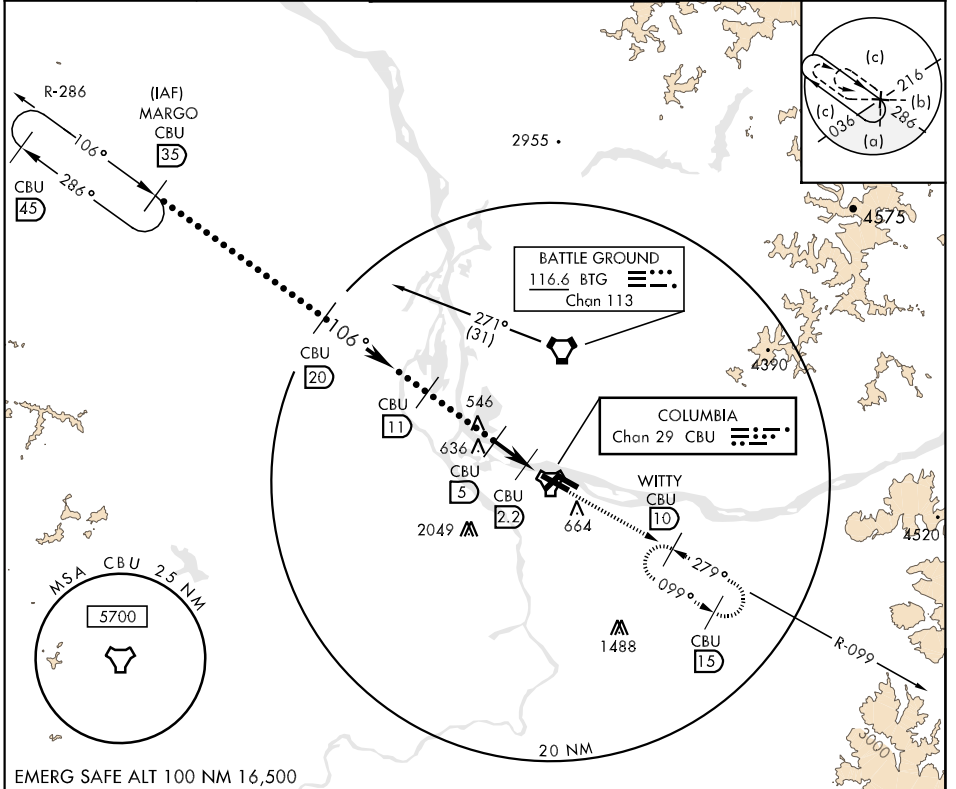 R-286
(IAF)
MARGO
CBU
35
106°
286°
CBU
45
2955
(c)
216
(b)
286
(c)
036
(a)
4575
BATTLE GROUND
116.6 BTG
Chan 113
271°
(31)
106°
CBU
20
4390
CBU
11
546
636
COLUMBIA
Chan 29 CBU
CBU
5
CBU
2.2
WITTY
CBU
10
664
2049
4520
279°
099°
MSA CBU 25 NM
5700
1488
CBU
15
R-099
3000
20 NM
EMERG SAFE ALT 100 NM 16,500